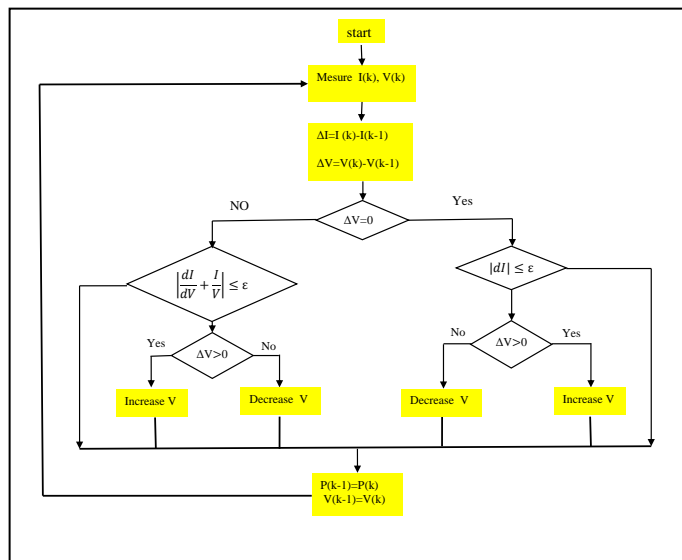 start
Mesure I(k), V(k)
ΔI=I (k)-I(k-1)
ΔV=V(k)-V(k-1)
NO
ΔV=0
Yes
|dI/dV + I/V| ≤ ε
|dI| ≤ ε
Yes
ΔV>0
No
No
ΔV>0
Yes
Increase V
Decrease V
Decrease V
Increase V
P(k-1)=P(k)
V(k-1)=V(k)